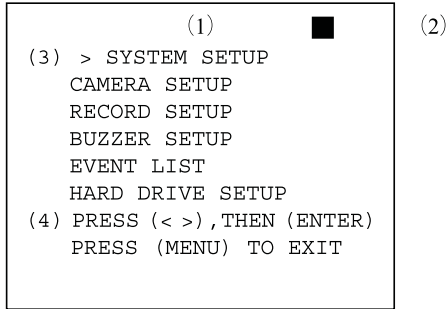 (1) (2)
(3) > SYSTEM SETUP
CAMERA SETUP
RECORD SETUP
BUZZER SETUP
EVENT LIST
HARD DRIVE SETUP
(4) PRESS (< >),THEN (ENTER)
PRESS (MENU) TO EXIT